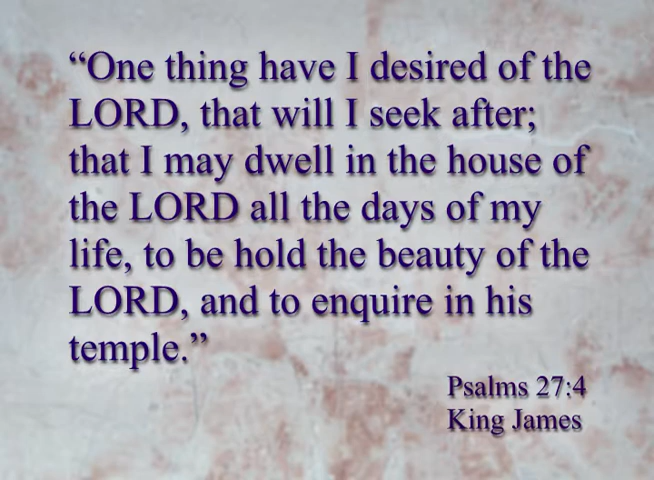 “One thing have I desired of the
LORD, that will I seek after;
that I may dwell in the house of
the LORD all the days of my
life, to be hold the beauty of the
LORD, and to enquire in his
temple.”
Psalms 27:4
King James